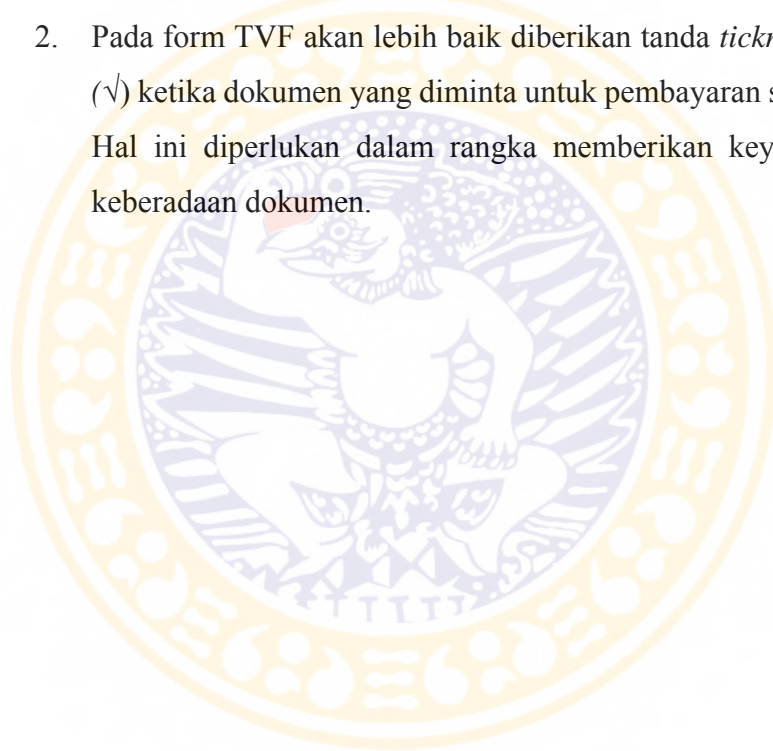 2. Pada form TVF akan lebih baik diberikan tanda
(√) ketika dokumen yang diminta untuk pembayaran
Hal ini diperlukan dalam rangka memberikan
keberadaan dokumen.